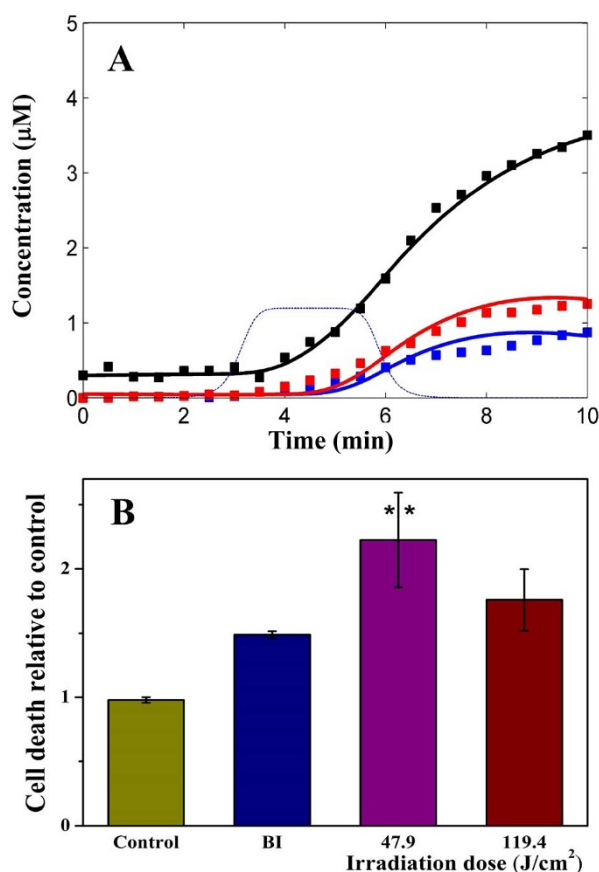 A
Concentration (μM)
5
4
3
2
1
0
0 2 4 6 8 10
Time (min)
B
Cell death relative to control
2
1
0
**
Control BI 47.9 119.4
Irradiation dose (J/cm²)